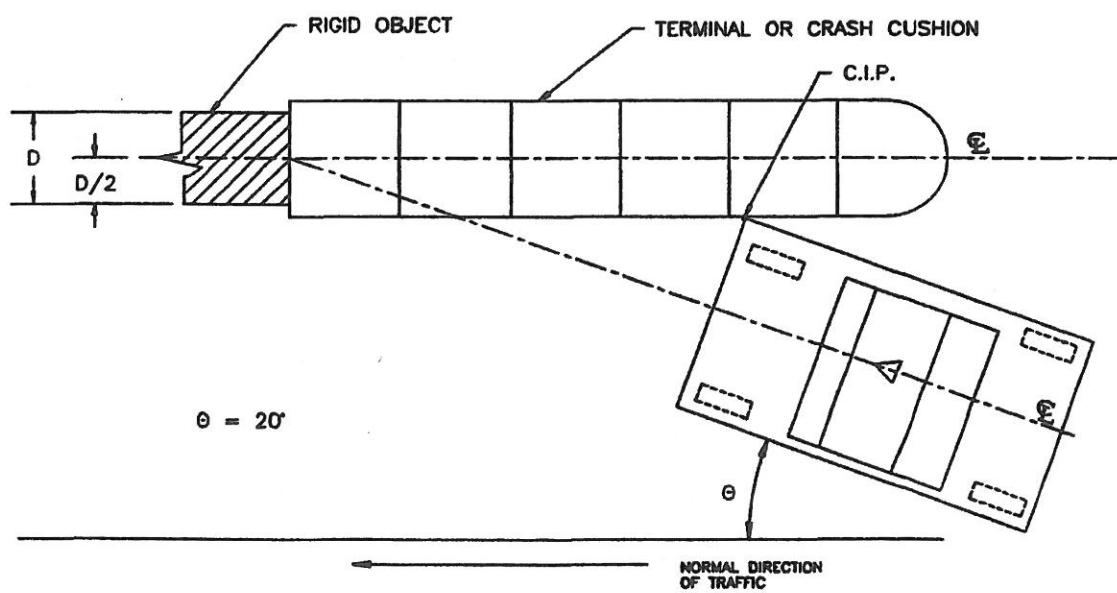 RIGID OBJECT
TERMINAL OR CRASH CUSHION
C.I.P.
D
D/2
℄
℄
Θ = 20°
Θ
NORMAL DIRECTION
OF TRAFFIC